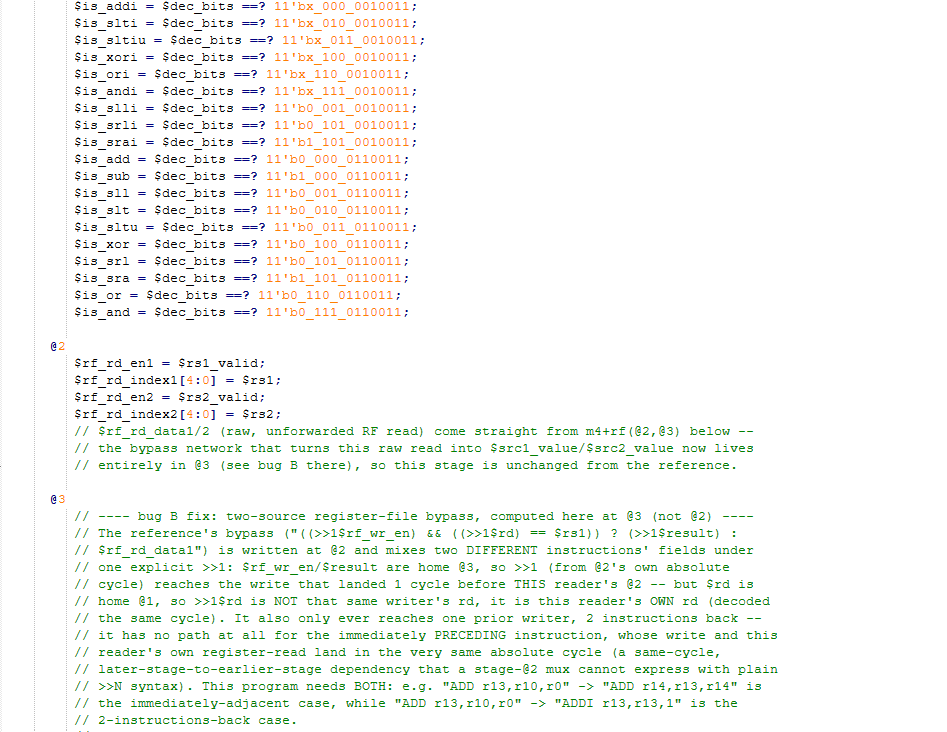 $is_addi = $dec_bits ==? 11'bx_000_0010011;
$is_slti = $dec_bits ==? 11'bx_010_0010011;
$is_sltiu = $dec_bits ==? 11'bx_011_0010011;
$is_xori = $dec_bits ==? 11'bx_100_0010011;
$is_ori = $dec_bits ==? 11'bx_110_0010011;
$is_andi = $dec_bits ==? 11'bx_111_0010011;
$is_slli = $dec_bits ==? 11'b0_001_0010011;
$is_srli = $dec_bits ==? 11'b0_101_0010011;
$is_srai = $dec_bits ==? 11'b1_101_0010011;
$is_add = $dec_bits ==? 11'b0_000_0110011;
$is_sub = $dec_bits ==? 11'b1_000_0110011;
$is_sll = $dec_bits ==? 11'b0_001_0110011;
$is_slt = $dec_bits ==? 11'b0_010_0110011;
$is_sltu = $dec_bits ==? 11'b0_011_0110011;
$is_xor = $dec_bits ==? 11'b0_100_0110011;
$is_srl = $dec_bits ==? 11'b0_101_0110011;
$is_sra = $dec_bits ==? 11'b1_101_0110011;
$is_or = $dec_bits ==? 11'b0_110_0110011;
$is_and = $dec_bits ==? 11'b0_111_0110011;
@2
$rf_rd_en1 = $rs1_valid;
$rf_rd_index1[4:0] = $rs1;
$rf_rd_en2 = $rs2_valid;
$rf_rd_index2[4:0] = $rs2;
// $rf_rd_data1/2 (raw, unforwarded RF read) come straight from m4+rf(@2,@3) below --
// the bypass network that turns this raw read into $src1_value/$src2_value now lives
// entirely in @3 (see bug B there), so this stage is unchanged from the reference.
@3
// ---- bug B fix: two-source register-file bypass, computed here at @3 (not @2) ----
// The reference's bypass ("((>>1$rf_wr_en) && ((>>1$rd) == $rs1)) ? (>>1$result) :
// $rf_rd_data1") is written at @2 and mixes two DIFFERENT instructions' fields under
// one explicit >>1: $rf_wr_en/$result are home @3, so >>1 (from @2's own absolute
// cycle) reaches the write that landed 1 cycle before THIS reader's @2 -- but $rd is
// home @1, so >>1$rd is NOT that same writer's rd, it is this reader's OWN rd (decoded
// the same cycle). It also only ever reaches one prior writer, 2 instructions back --
// it has no path at all for the immediately PRECEDING instruction, whose write and this
// reader's own register-read land in the very same absolute cycle (a same-cycle,
// later-stage-to-earlier-stage dependency that a stage-@2 mux cannot express with plain
// >>N syntax). This program needs BOTH: e.g. "ADD r13,r10,r0" -> "ADD r14,r13,r14" is
// the immediately-adjacent case, while "ADD r13,r10,r0" -> "ADDI r13,r13,1" is the
// 2-instructions-back case.